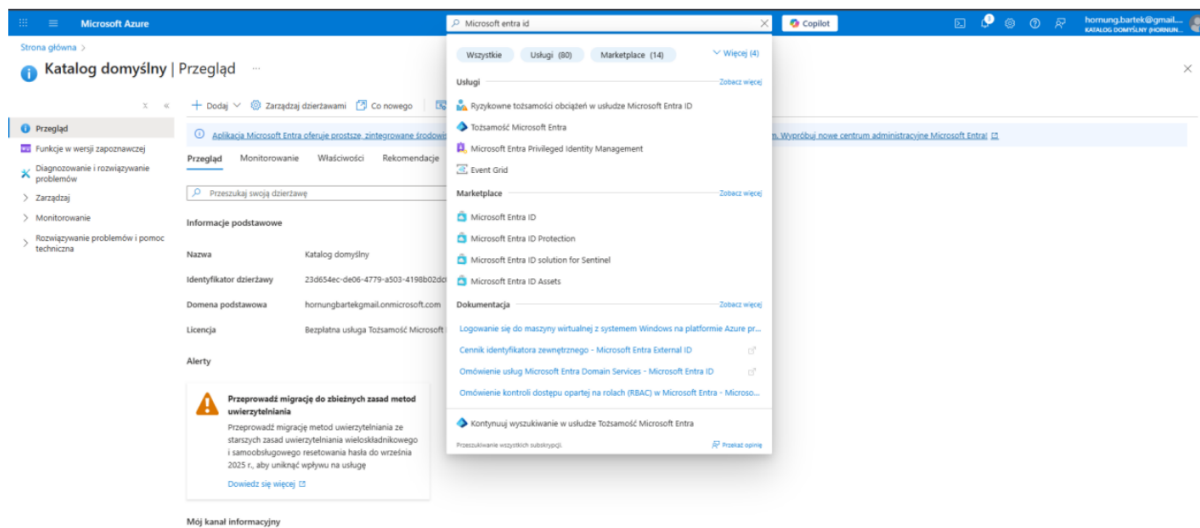 Microsoft Azure
Microsoft entra id
Copilot
1
hornung.bartek@gmail....
KATALOG DOMYŚLNY (HORNUN...
Strona główna >
Katalog domyślny | Przegląd ...
Przegląd
Funkcje w wersji zapoznawczej
Diagnozowanie i rozwiązywanie
problemów
Zarządzaj
Monitorowanie
Rozwiązywanie problemów i pomoc
techniczna
Dodaj
Zarządzaj dzierżawami
Co nowego
Aplikacja Microsoft Entra oferuje prostsze, zintegrowane środowis
m. Wypróbuj nowe centrum administracyjne Microsoft Entra!
Przegląd
Monitorowanie
Właściwości
Rekomendacje
Przeszukaj swoją dzierżawę
Informacje podstawowe
Nazwa
Katalog domyślny
Identyfikator dzierżawy
23d654ec-de06-4779-a503-4198b02dc
Domena podstawowa
hornungbartekgmail.onmicrosoft.com
Licencja
Bezpłatna usługa Tożsamość Microsoft
Alerty
Przeprowadź migrację do zbieżnych zasad metod
uwierzytelniania
Przeprowadź migrację metod uwierzytelniania ze
starszych zasad uwierzytelniania wieloskładnikowego
i samoobsługowego resetowania hasła do września
2025 r., aby uniknąć wpływu na usługę
Dowiedz się więcej
Mój kanał informacyjny
Wszystkie
Usługi (80)
Marketplace (14)
Więcej (4)
Usługi
Zobacz więcej
Ryzykowne tożsamości obciążeń w usłudze Microsoft Entra ID
Tożsamość Microsoft Entra
Microsoft Entra Privileged Identity Management
Event Grid
Marketplace
Zobacz więcej
Microsoft Entra ID
Microsoft Entra ID Protection
Microsoft Entra ID solution for Sentinel
Microsoft Entra ID Assets
Dokumentacja
Zobacz więcej
Logowanie się do maszyny wirtualnej z systemem Windows na platformie Azure pr...
Cennik identyfikatora zewnętrznego - Microsoft Entra External ID
Omówienie usług Microsoft Entra Domain Services - Microsoft Entra ID
Omówienie kontroli dostępu opartej na rolach (RBAC) w Microsoft Entra - Microso...
Kontynuuj wyszukiwanie w usłudze Tożsamość Microsoft Entra
Przeszukiwanie wszystkich subskrypcji.
Przekaż opinię